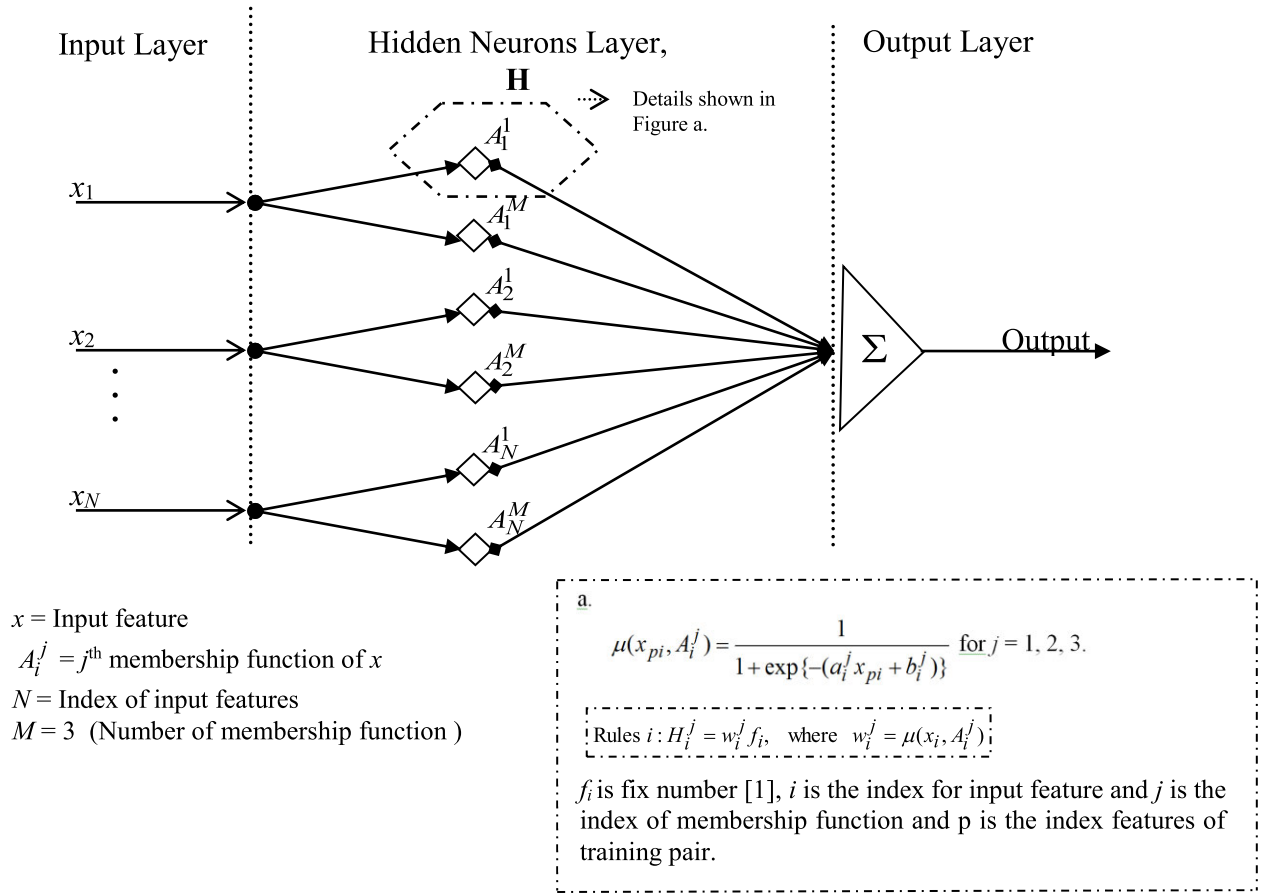 Input Layer
Hidden Neurons Layer,
H
Output Layer
Details shown in
Figure a.
A_1^1
x_1
A_1^M
A_2^1
x_2
A_2^M
Σ
Output
A_N^1
x_N
A_N^M
x = Input feature
A_i^j = j^th membership function of x
N = Index of input features
M = 3 (Number of membership function )
a.
μ(x_{pi}, A_i^j) = 1 / (1 + exp{-(a_i^j x_{pi} + b_i^j)}) for j = 1, 2, 3.
Rules i : H_i^j = w_i^j f_i, where w_i^j = μ(x_i, A_i^j)
f_i is fix number [1], i is the index for input feature and j is the
index of membership function and p is the index features of
training pair.